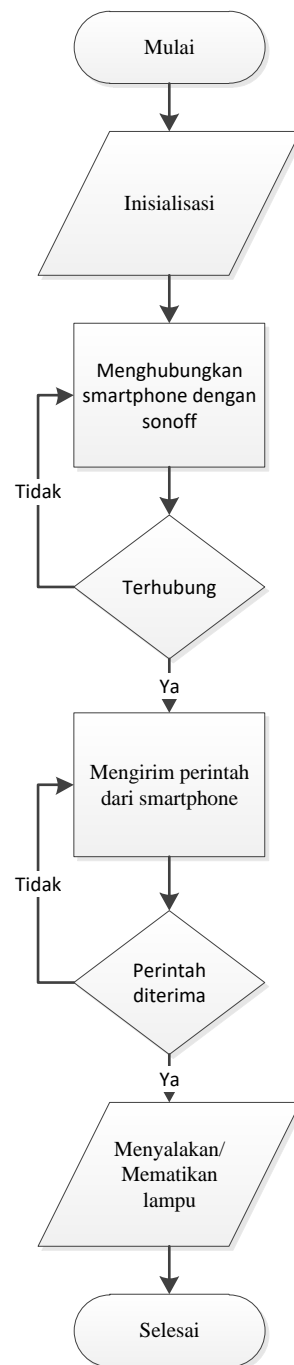 Mulai
Inisialisasi
Menghubungkan
smartphone dengan
sonoff
Tidak
Terhubung
Ya
Mengirim perintah
dari smartphone
Tidak
Perintah
diterima
Ya
Menyalakan/
Mematikan
lampu
Selesai